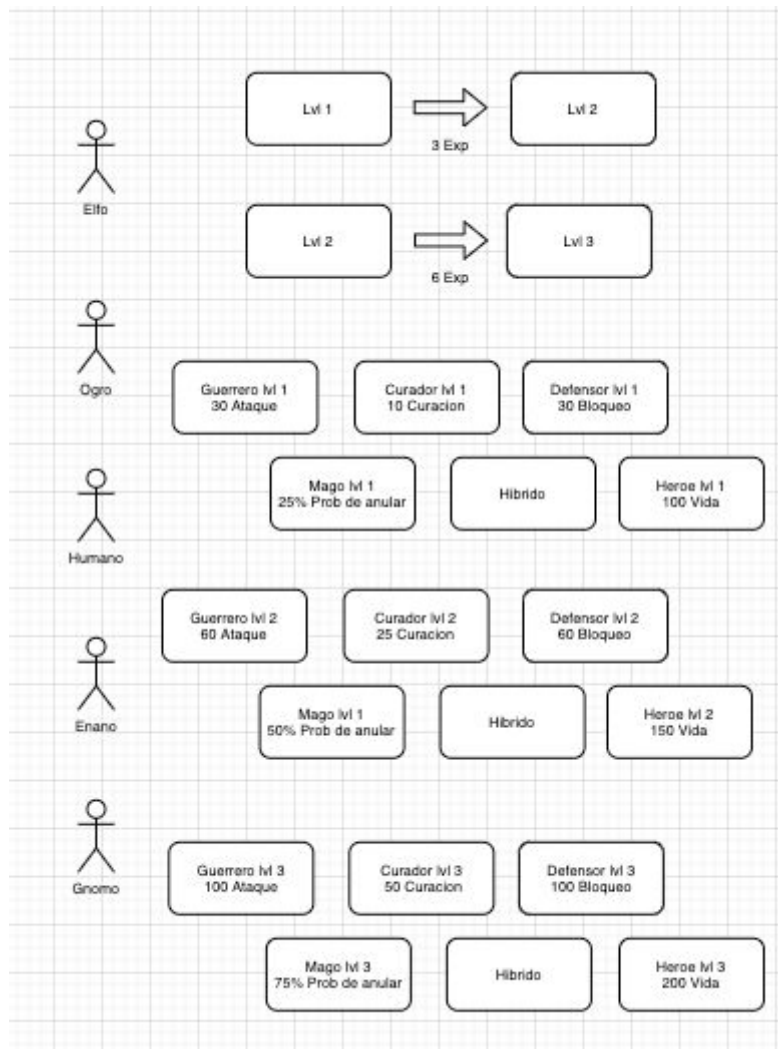 Lvl 1
Lvl 2
3 Exp
Elfo
Lvl 2
Lvl 3
6 Exp
Ogro
Guerrero lvl 1
30 Ataque
Curador lvl 1
10 Curacion
Defensor lvl 1
30 Bloqueo
Humano
Mago lvl 1
25% Prob de anular
Hibrido
Heroe lvl 1
100 Vida
Guerrero lvl 2
60 Ataque
Curador lvl 2
25 Curacion
Defensor lvl 2
60 Bloqueo
Enano
Mago lvl 1
50% Prob de anular
Hibrido
Heroe lvl 2
150 Vida
Gnomo
Guerrero lvl 3
100 Ataque
Curador lvl 3
50 Curacion
Defensor lvl 3
100 Bloqueo
Mago lvl 3
75% Prob de anular
Hibrido
Heroe lvl 3
200 Vida